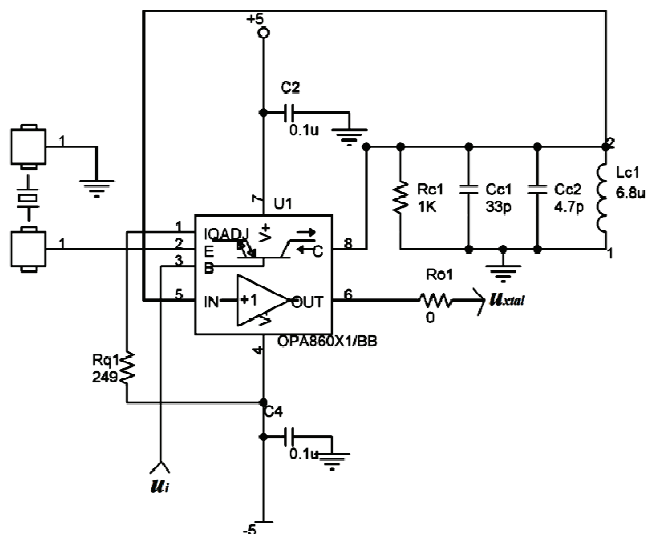 +5
C2
0.1u
7
U1
1
1
1
2
3
5
IQADJ
E
B
IN
V+
C
+1
V-
OUT
8
6
4
OPA860X1/BB
Rc1
1K
Cc1
33p
Cc2
4.7p
2
Lc1
6.8u
1
Ro1
0
uxtal
Rq1
249
C4
0.1u
ui
-5